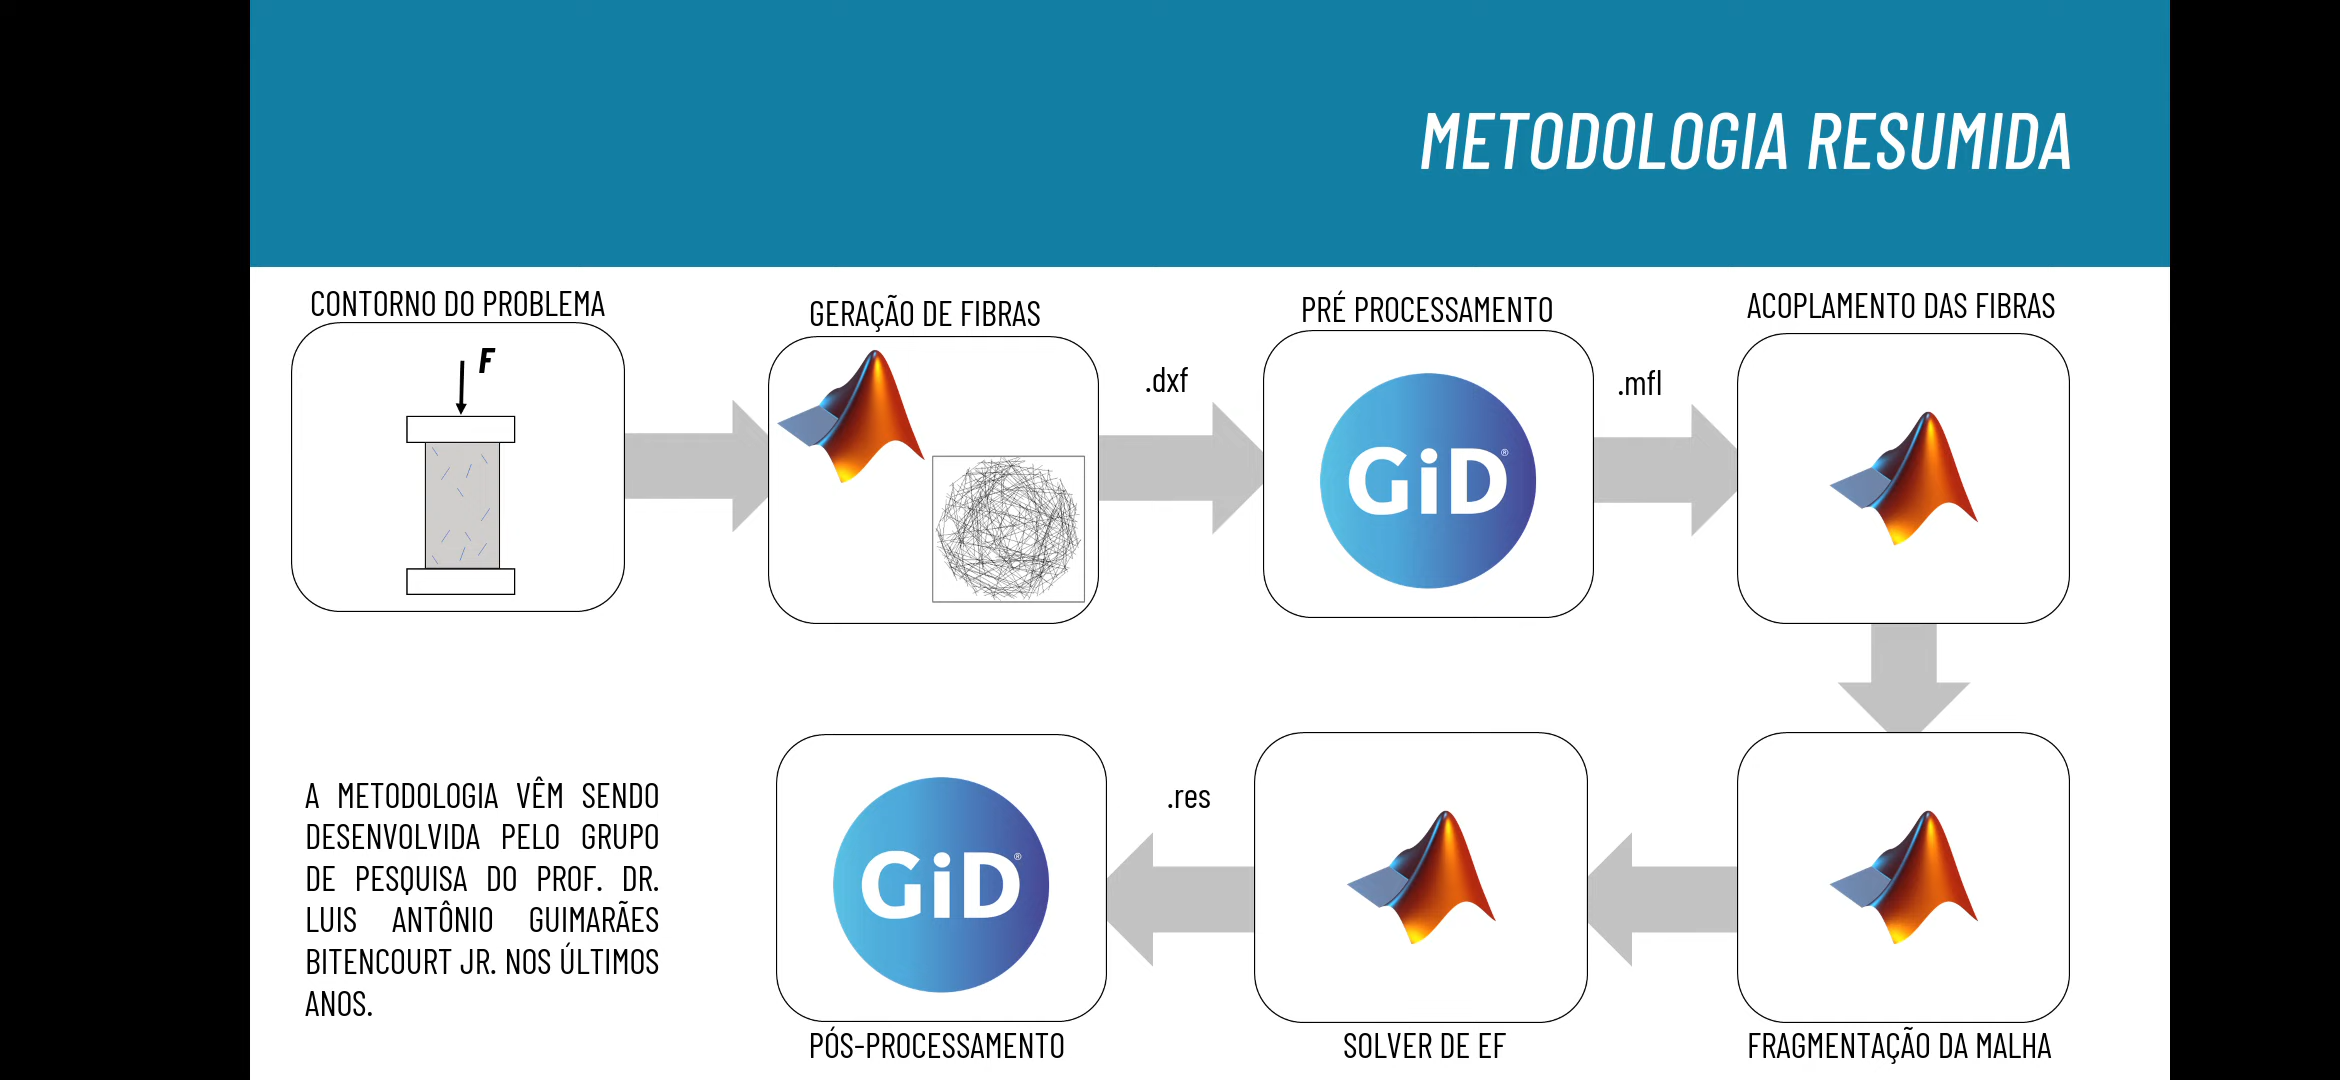 METODOLOGIA RESUMIDA
CONTORNO DO PROBLEMA
F
GERAÇÃO DE FIBRAS
.dxf
PRÉ PROCESSAMENTO
GiD®
.mfl
ACOPLAMENTO DAS FIBRAS
FRAGMENTAÇÃO DA MALHA
SOLVER DE EF
.res
GiD®
PÓS-PROCESSAMENTO
A METODOLOGIA VÊM SENDO
DESENVOLVIDA PELO GRUPO
DE PESQUISA DO PROF. DR.
LUIS ANTÔNIO GUIMARÃES
BITENCOURT JR. NOS ÚLTIMOS
ANOS.